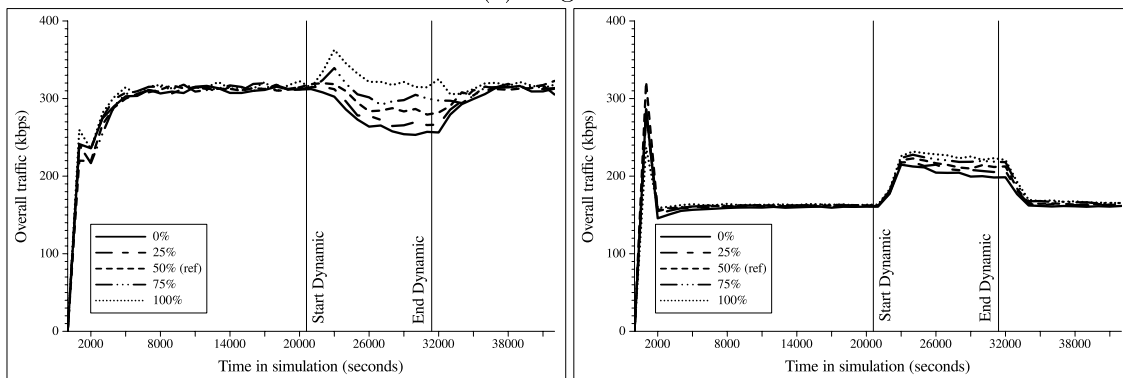 400
300
200
100
0
Overall traffic (kbps)
0%
25%
50% (ref)
75%
100%
Start Dynamic
End Dynamic
2000 8000 14000 20000 26000 32000 38000
Time in simulation (seconds)
400
300
200
100
0
Overall traffic (kbps)
0%
25%
50% (ref)
75%
100%
Start Dynamic
End Dynamic
2000 8000 14000 20000 26000 32000 38000
Time in simulation (seconds)